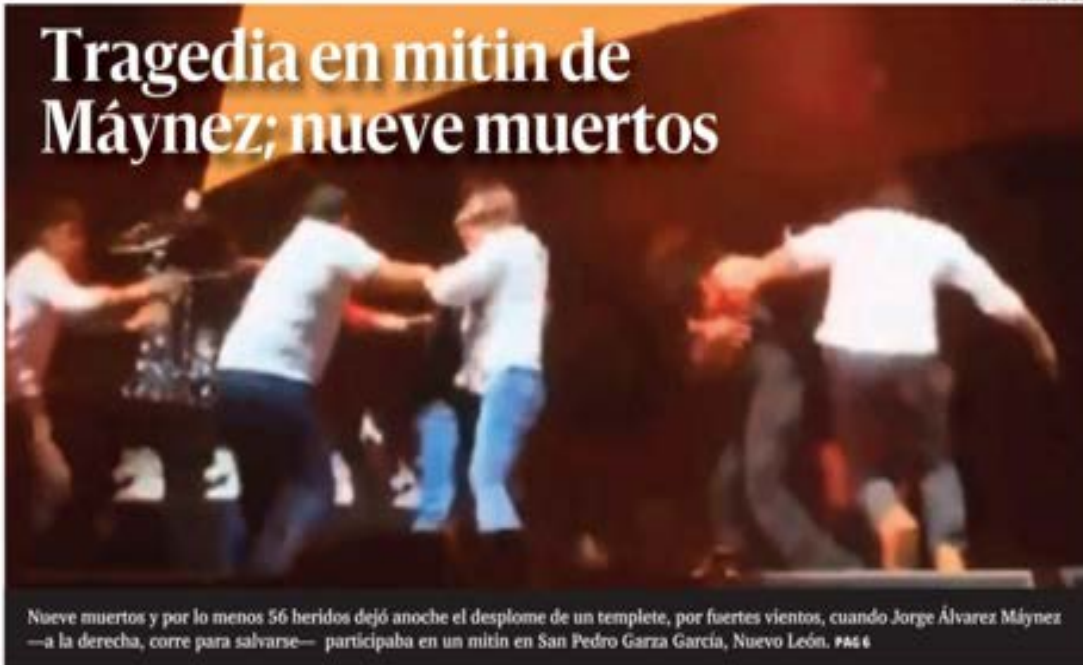 Tragedia en mitin de
Máynez; nueve muertos
Nueve muertos y por lo menos 56 heridos dejó anoche el desplome de un templete, por fuertes vientos, cuando Jorge Álvarez Máynez
—a la derecha, corre para salvarse— participaba en un mitin en San Pedro Garza García, Nuevo León. PAG 6